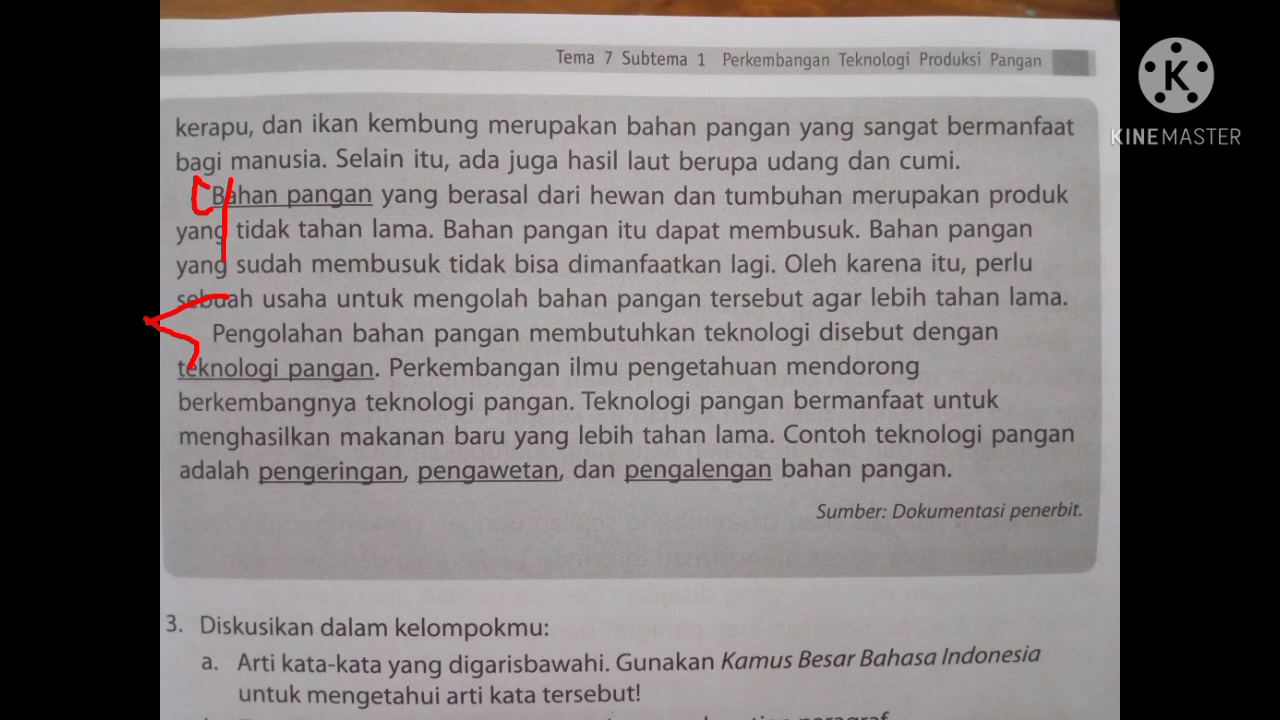 Tema 7 Subtema 1 Perkembangan Teknologi Produksi Pangan
K
KINEMASTER
kerapu, dan ikan kembung merupakan bahan pangan yang sangat bermanfaat
bagi manusia. Selain itu, ada juga hasil laut berupa udang dan cumi.
Bahan pangan yang berasal dari hewan dan tumbuhan merupakan produk
yang tidak tahan lama. Bahan pangan itu dapat membusuk. Bahan pangan
yang sudah membusuk tidak bisa dimanfaatkan lagi. Oleh karena itu, perlu
sebuah usaha untuk mengolah bahan pangan tersebut agar lebih tahan lama.
Pengolahan bahan pangan membutuhkan teknologi disebut dengan
teknologi pangan. Perkembangan ilmu pengetahuan mendorong
berkembangnya teknologi pangan. Teknologi pangan bermanfaat untuk
menghasilkan makanan baru yang lebih tahan lama. Contoh teknologi pangan
adalah pengeringan, pengawetan, dan pengalengan bahan pangan.
Sumber: Dokumentasi penerbit.
3. Diskusikan dalam kelompokmu:
a. Arti kata-kata yang digarisbawahi. Gunakan Kamus Besar Bahasa Indonesia
untuk mengetahui arti kata tersebut!
paragraf